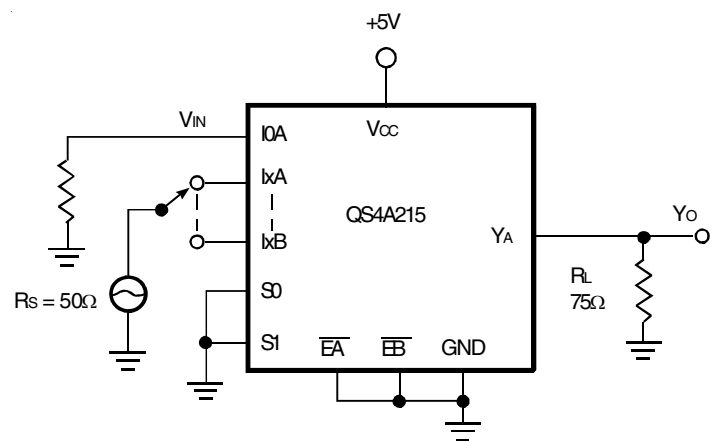 +5V
VIN
I0A
VCC
IxA
QS4A215
YO
YA
IxB
RL
75Ω
RS = 50Ω
S0
S1
EA
EB
GND